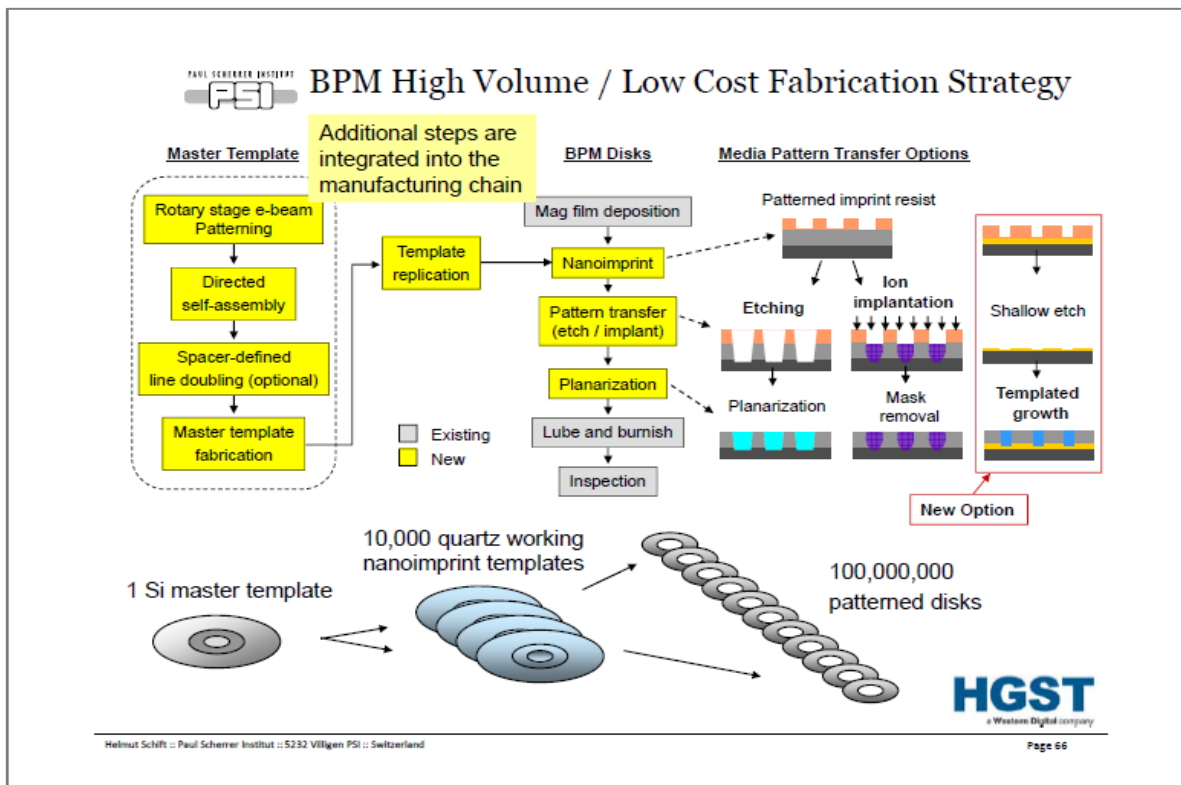 PAUL SCHERRER INSTITUT
PSI
BPM High Volume / Low Cost Fabrication Strategy
Additional steps are
integrated into the
manufacturing chain
Master Template
BPM Disks
Media Pattern Transfer Options
Rotary stage e-beam
Patterning
Directed
self-assembly
Spacer-defined
line doubling (optional)
Master template
fabrication
Template
replication
Mag film deposition
Nanoimprint
Pattern transfer
(etch / implant)
Planarization
Lube and burnish
Inspection
Existing
New
Patterned imprint resist
Etching
Ion
implantation
Planarization
Mask
removal
Shallow etch
Templated
growth
New Option
1 Si master template
10,000 quartz working
nanoimprint templates
100,000,000
patterned disks
HGST
a Western Digital company
Helmut Schift :: Paul Scherrer Institut :: 5232 Villigen PSI :: Switzerland
Page 66